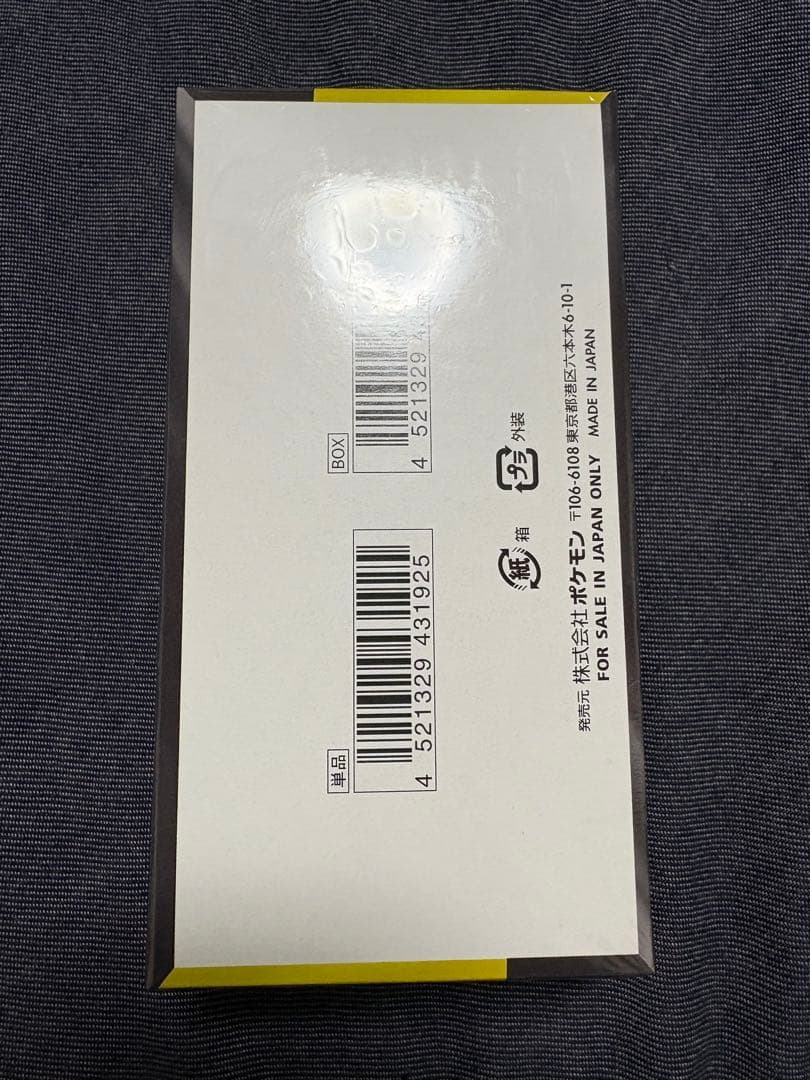 単品
4 521329 431925
BOX
4 521329 4
紙 箱
プラ 外装
発売元 株式会社 ポケモン 〒106-6108 東京都港区六本木6-10-1
FOR SALE IN JAPAN ONLY MADE IN JAPAN